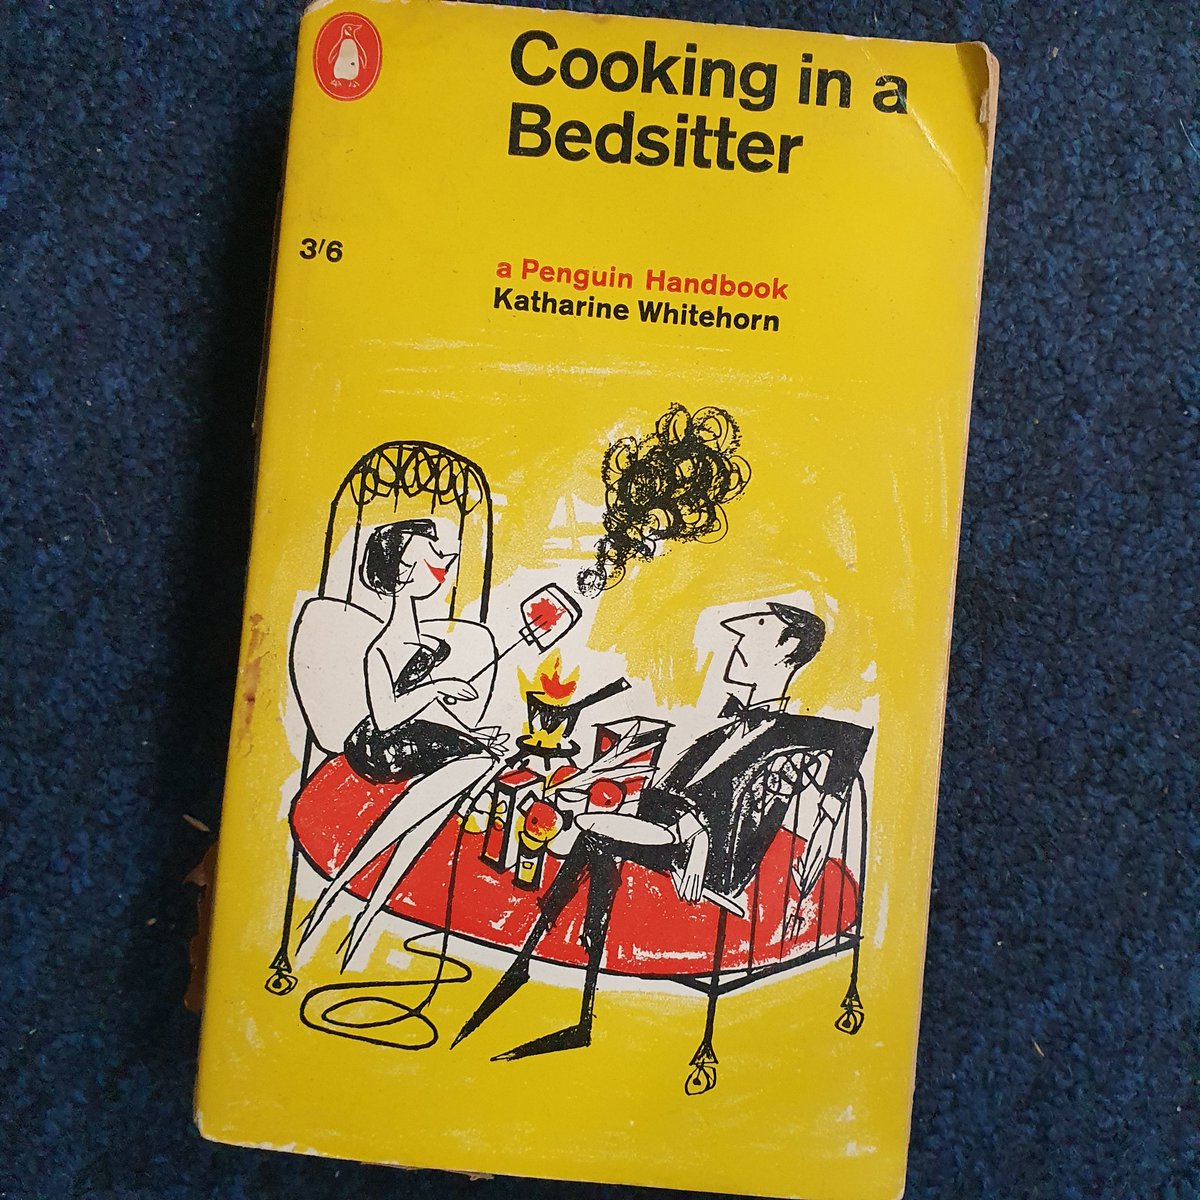 Cooking in a
Bedsitter
3/6
a Penguin Handbook
Katharine Whitehorn